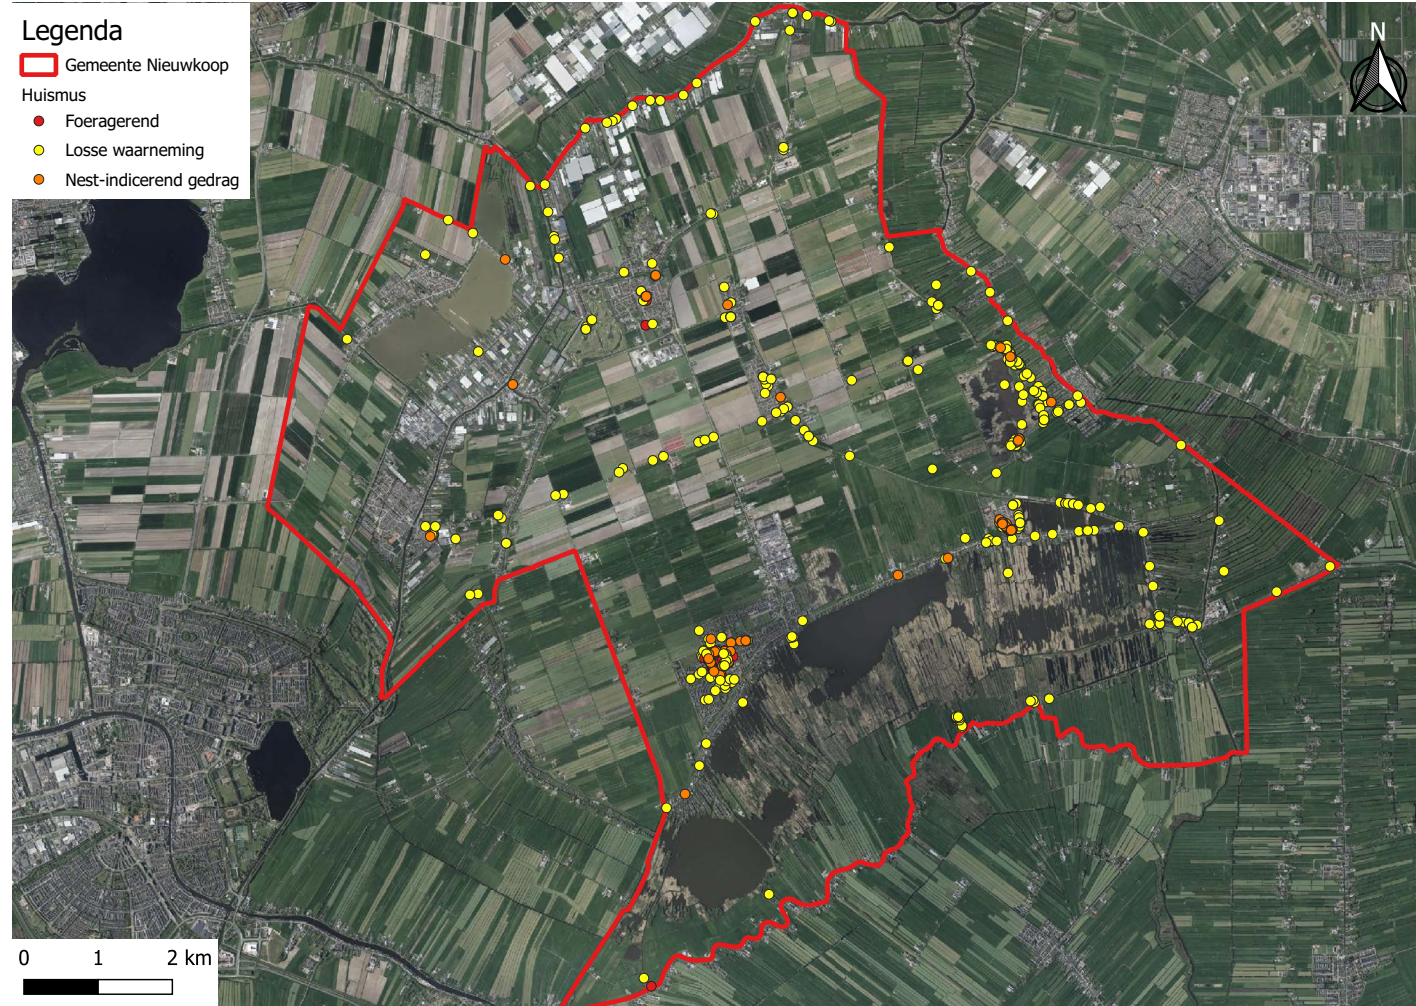 Legenda
Gemeente Nieuwkoop
Huismus
Foeragerend
Losse waarneming
Nest-indicerend gedrag
N
0 1 2 km